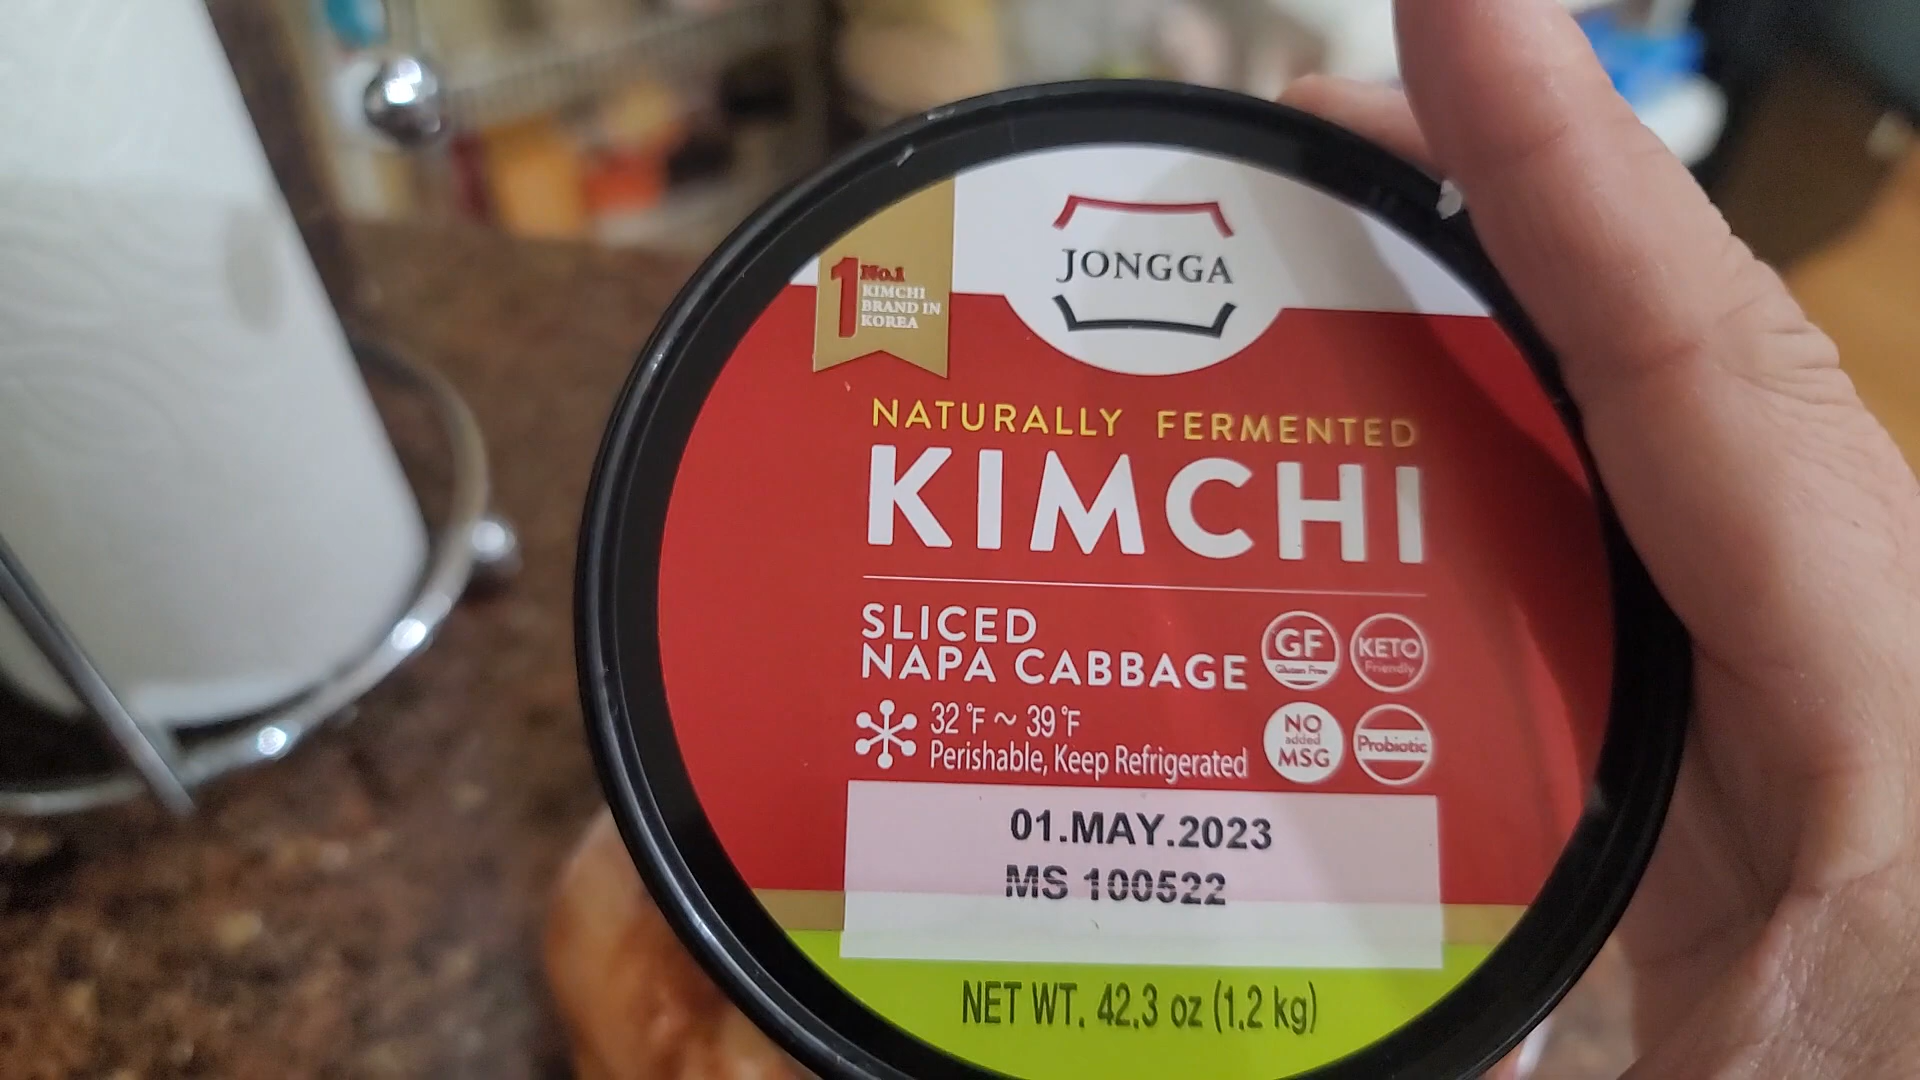 JONGGA
1 No.1
KIMCHI
BRAND IN
KOREA
NATURALLY FERMENTED
KIMCHI
SLICED
NAPA CABBAGE
GF
Gluten Free
KETO
Friendly
32°F ~ 39°F
Perishable, Keep Refrigerated
NO
added
MSG
Probiotic
01.MAY.2023
MS 100522
NET WT. 42.3 oz (1.2 kg)